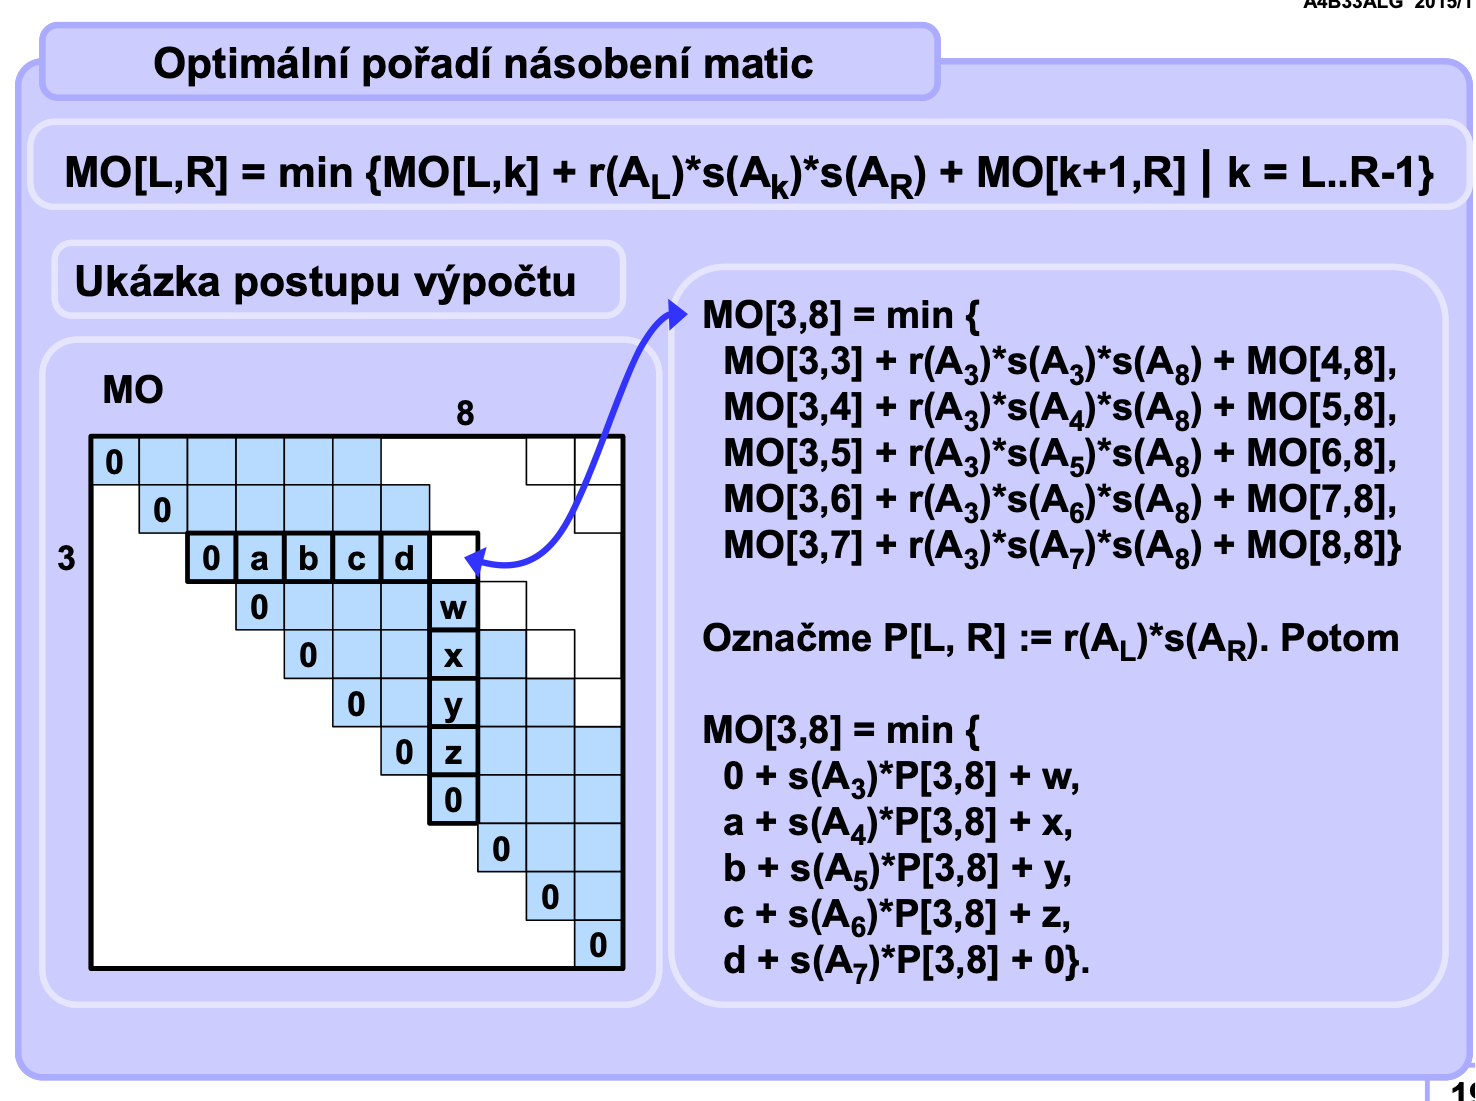 A4B33ALG 2015/1
Optimální pořadí násobení matic
MO[L,R] = min {MO[L,k] + r(A_L)*s(A_k)*s(A_R) + MO[k+1,R] | k = L..R-1}
Ukázka postupu výpočtu
MO
8
0
0
3
0 a b c d
0 w
0 x
0 y
0 z
0
0
0
0
MO[3,8] = min {
MO[3,3] + r(A_3)*s(A_3)*s(A_8) + MO[4,8],
MO[3,4] + r(A_3)*s(A_4)*s(A_8) + MO[5,8],
MO[3,5] + r(A_3)*s(A_5)*s(A_8) + MO[6,8],
MO[3,6] + r(A_3)*s(A_6)*s(A_8) + MO[7,8],
MO[3,7] + r(A_3)*s(A_7)*s(A_8) + MO[8,8]}
Označme P[L, R] := r(A_L)*s(A_R). Potom
MO[3,8] = min {
0 + s(A_3)*P[3,8] + w,
a + s(A_4)*P[3,8] + x,
b + s(A_5)*P[3,8] + y,
c + s(A_6)*P[3,8] + z,
d + s(A_7)*P[3,8] + 0}.
19